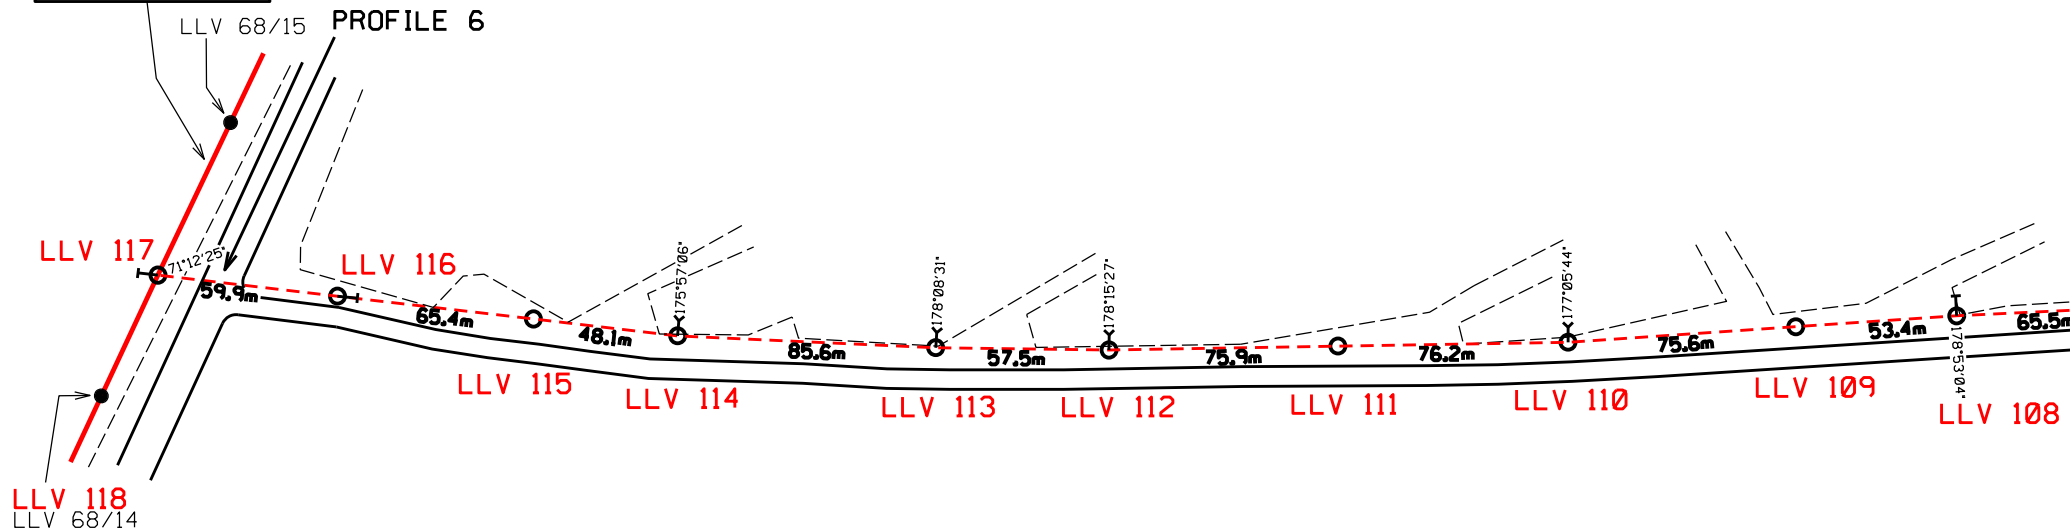 LLV 68/15
PROFILE 6
LLV 117
71°12'25"
LLV 116
59.9m
65.4m
LLV 115
48.1m
175°57'06"
LLV 114
85.6m
178°08'31"
LLV 113
57.5m
178°15'27"
LLV 112
75.9m
LLV 111
76.2m
177°05'44"
LLV 110
75.6m
LLV 109
53.4m
178°53'04"
LLV 108
65.5m
LLV 118
LLV 68/14